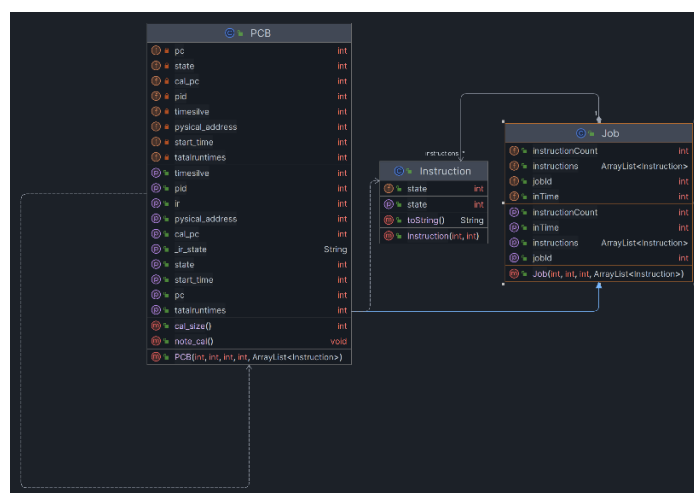 PCB
pc int
state int
cal_pc int
pid int
timesilve int
pysical_address int
start_time int
tatalruntimes int
timesilve int
pid int
ir int
pysical_address int
cal_pc int
_ir_state String
state int
start_time int
pc int
tatalruntimes int
cal_size() int
note_cal() void
PCB(int, int, int, int, ArrayList<Instruction>)
instructions *
Instruction
state int
state int
toString() String
Instruction(int, int)
1
Job
instructionCount int
instructions ArrayList<Instruction>
jobId int
inTime int
instructionCount int
inTime int
instructions ArrayList<Instruction>
jobId int
Job(int, int, int, ArrayList<Instruction>)